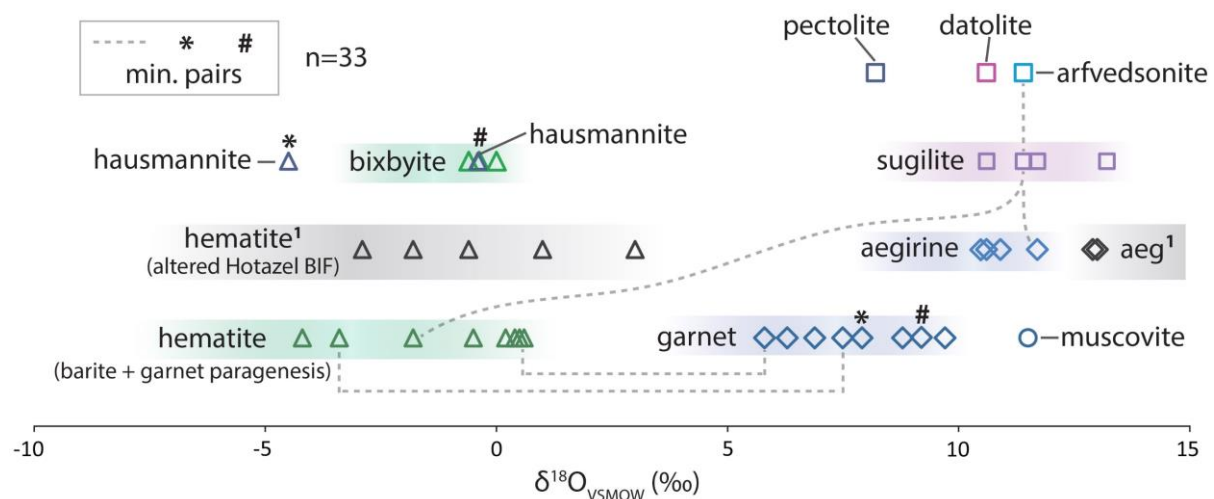 * #
min. pairs
n=33
pectolite
datolite
arfvedsonite
*
hausmannite
bixbyite
#
hausmannite
sugilite
hematite¹
(altered Hotazel BIF)
aegirine
aeg¹
hematite
(barite + garnet paragenesis)
garnet
*
#
muscovite
-10 -5 0 5 10 15
δ¹⁸O_VSMOW (‰)